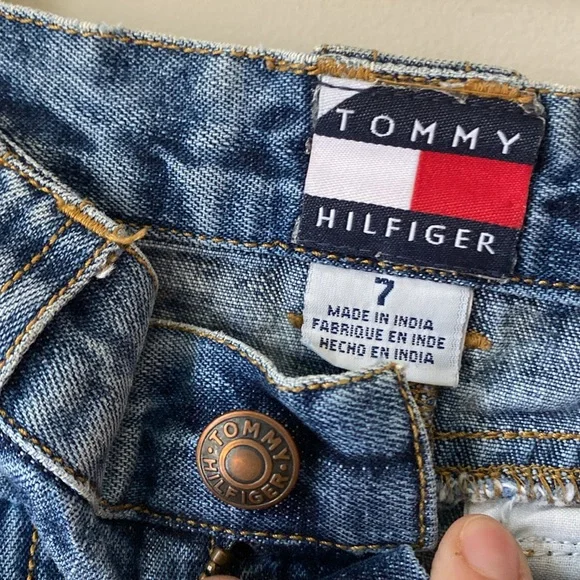 TOMMY
HILFIGER
7
MADE IN INDIA
FABRIQUE EN INDE
HECHO EN INDIA
·TOMMY·
HILFIGER